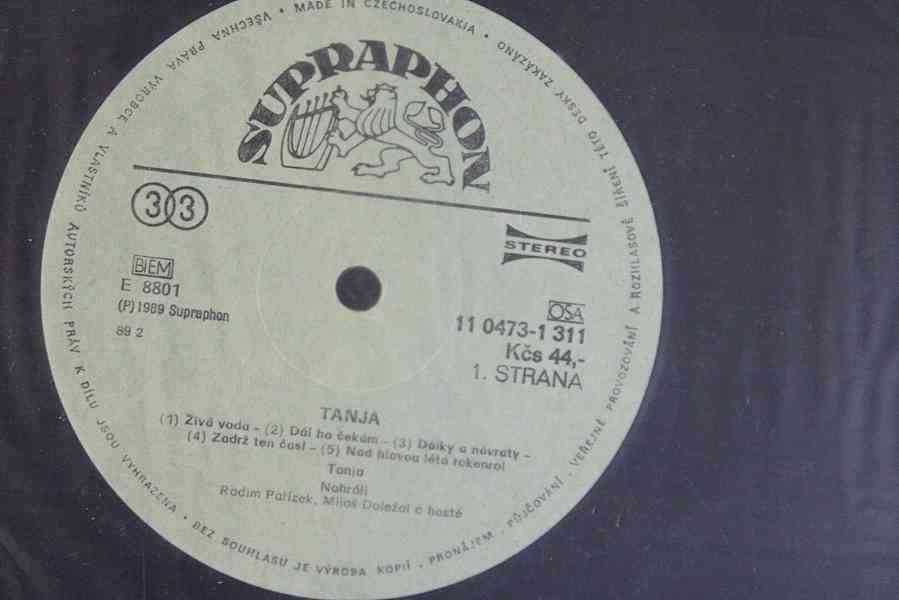 • MADE IN CZECHOSLOVAKIA • ŠÍŘENÍ TÉTO DESKY ZAKÁZÁNO
VŠECHNA PRÁVA VÝROBCE A VLASTNÍKŮ AUTORSKÝCH PRÁV K DÍLU JSOU VYHRAZENA • BEZ SOUHLASU JE VÝROBA KOPIÍ, PRONÁJEM, PŮJČOVÁNÍ, VEŘEJNÉ PROVOZOVÁNÍ A ROZHLASOVÉ
SUPRAPHON
33
STEREO
BIEM
E 8801
(P) 1989 Supraphon
89 2
OSA
11 0473-1 311
Kčs 44,-
1. STRANA
TANJA
(1) Živá voda – (2) Dál ho čekám – (3) Dálky a návraty –
(4) Zadrž ten čas! – (5) Nad hlavou létá rokenrol
Tanja
Nahráli
Radim Pařízek, Miloš Doležal a hosté